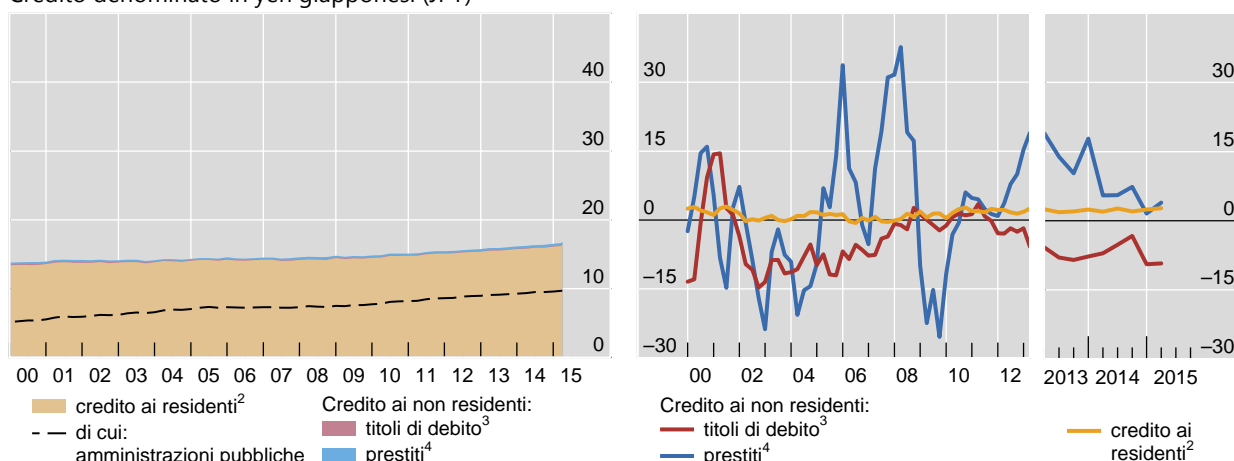 Credito denominato in yen giapponesi (JPY)
40
30
20
10
0
00 01 02 03 04 05 06 07 08 09 10 11 12 13 14 15
credito ai residenti2
di cui:
amministrazioni pubbliche
Credito ai non residenti:
titoli di debito3
prestiti4
30
15
0
–15
–30
00 02 04 06 08 10 12
30
15
0
–15
–30
2013 2014 2015
Credito ai non residenti:
titoli di debito3
prestiti4
credito ai
residenti2